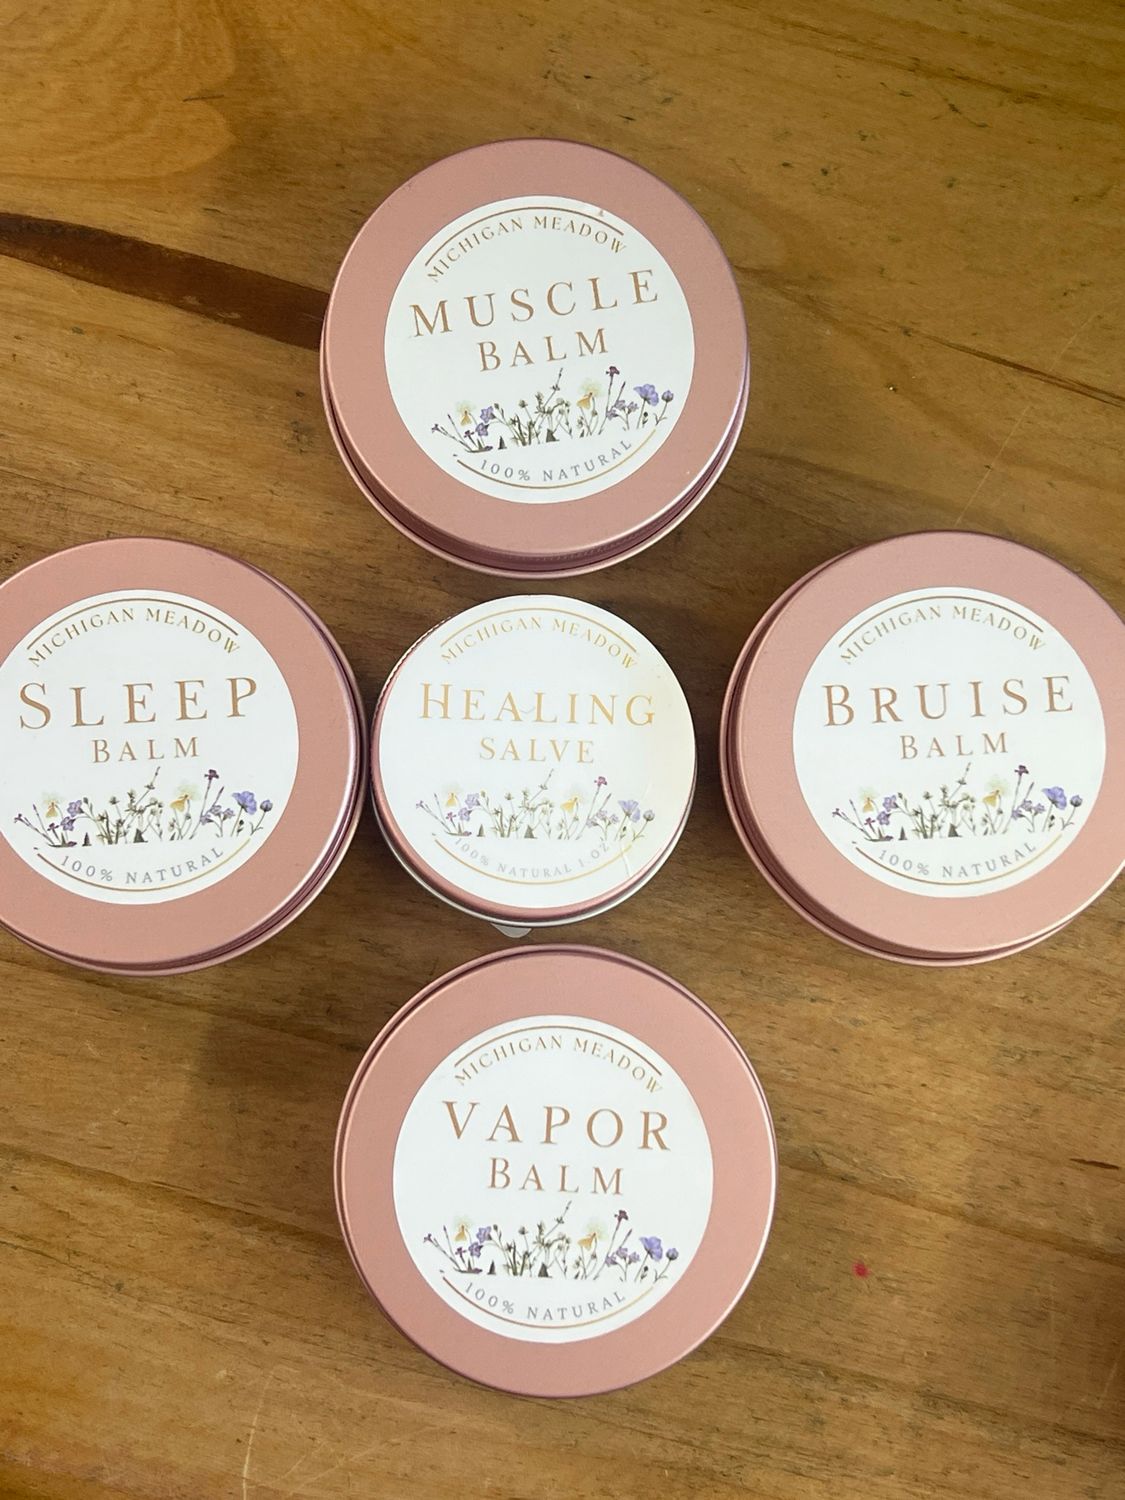 MICHIGAN MEADOW
MUSCLE
BALM
100% NATURAL
MICHIGAN MEADOW
SLEEP
BALM
100% NATURAL
MICHIGAN MEADOW
HEALING
SALVE
100% NATURAL 1 OZ
MICHIGAN MEADOW
BRUISE
BALM
100% NATURAL
MICHIGAN MEADOW
VAPOR
BALM
100% NATURAL